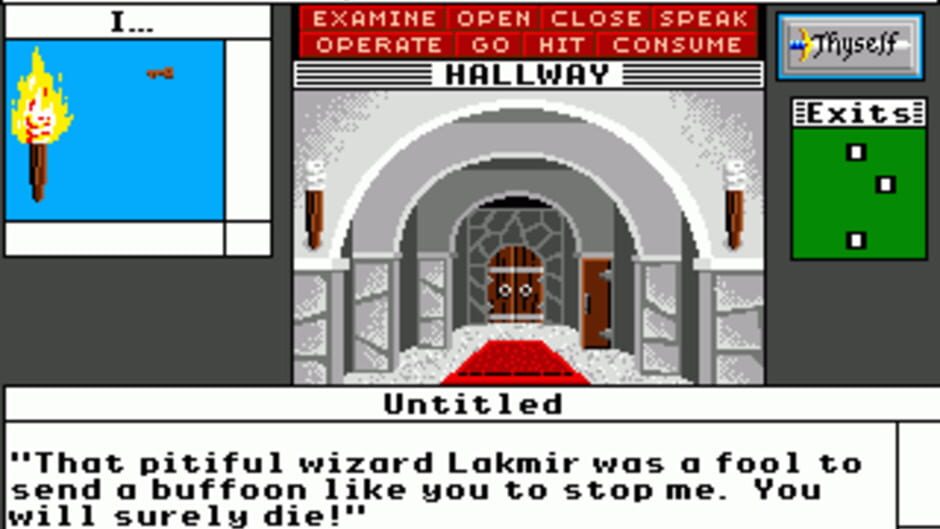 I...
EXAMINE OPEN CLOSE SPEAK
OPERATE GO HIT CONSUME
HALLWAY
Thyself
Exits
Untitled
"That pitiful wizard Lakmir was a fool to
send a buffoon like you to stop me. You
will surely die!"